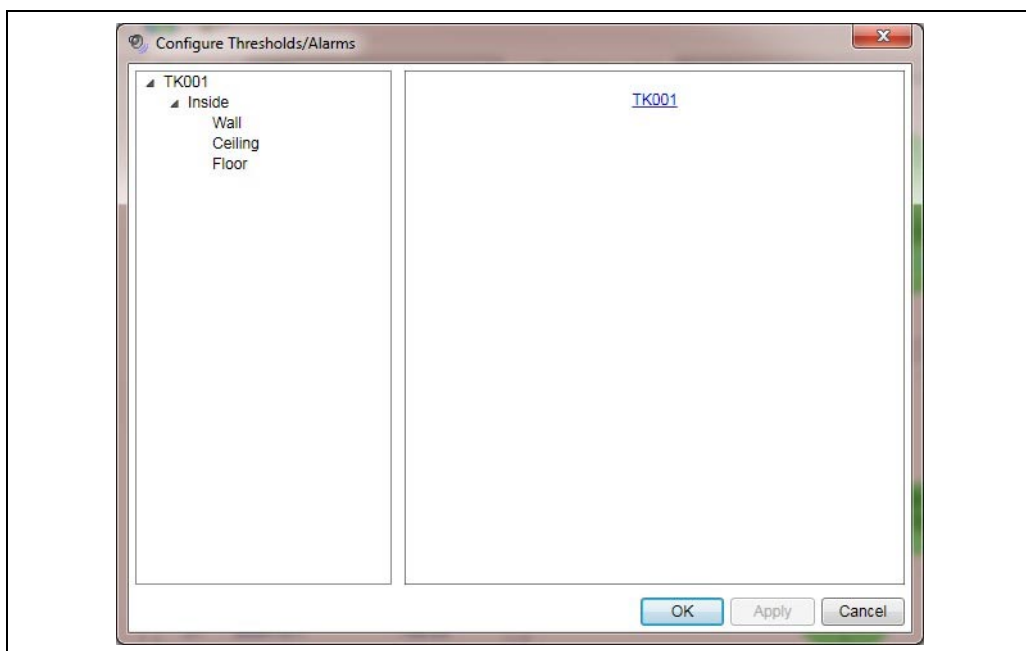 Configure Thresholds/Alarms
x
TK001
Inside
Wall
Ceiling
Floor
TK001
OK
Apply
Cancel